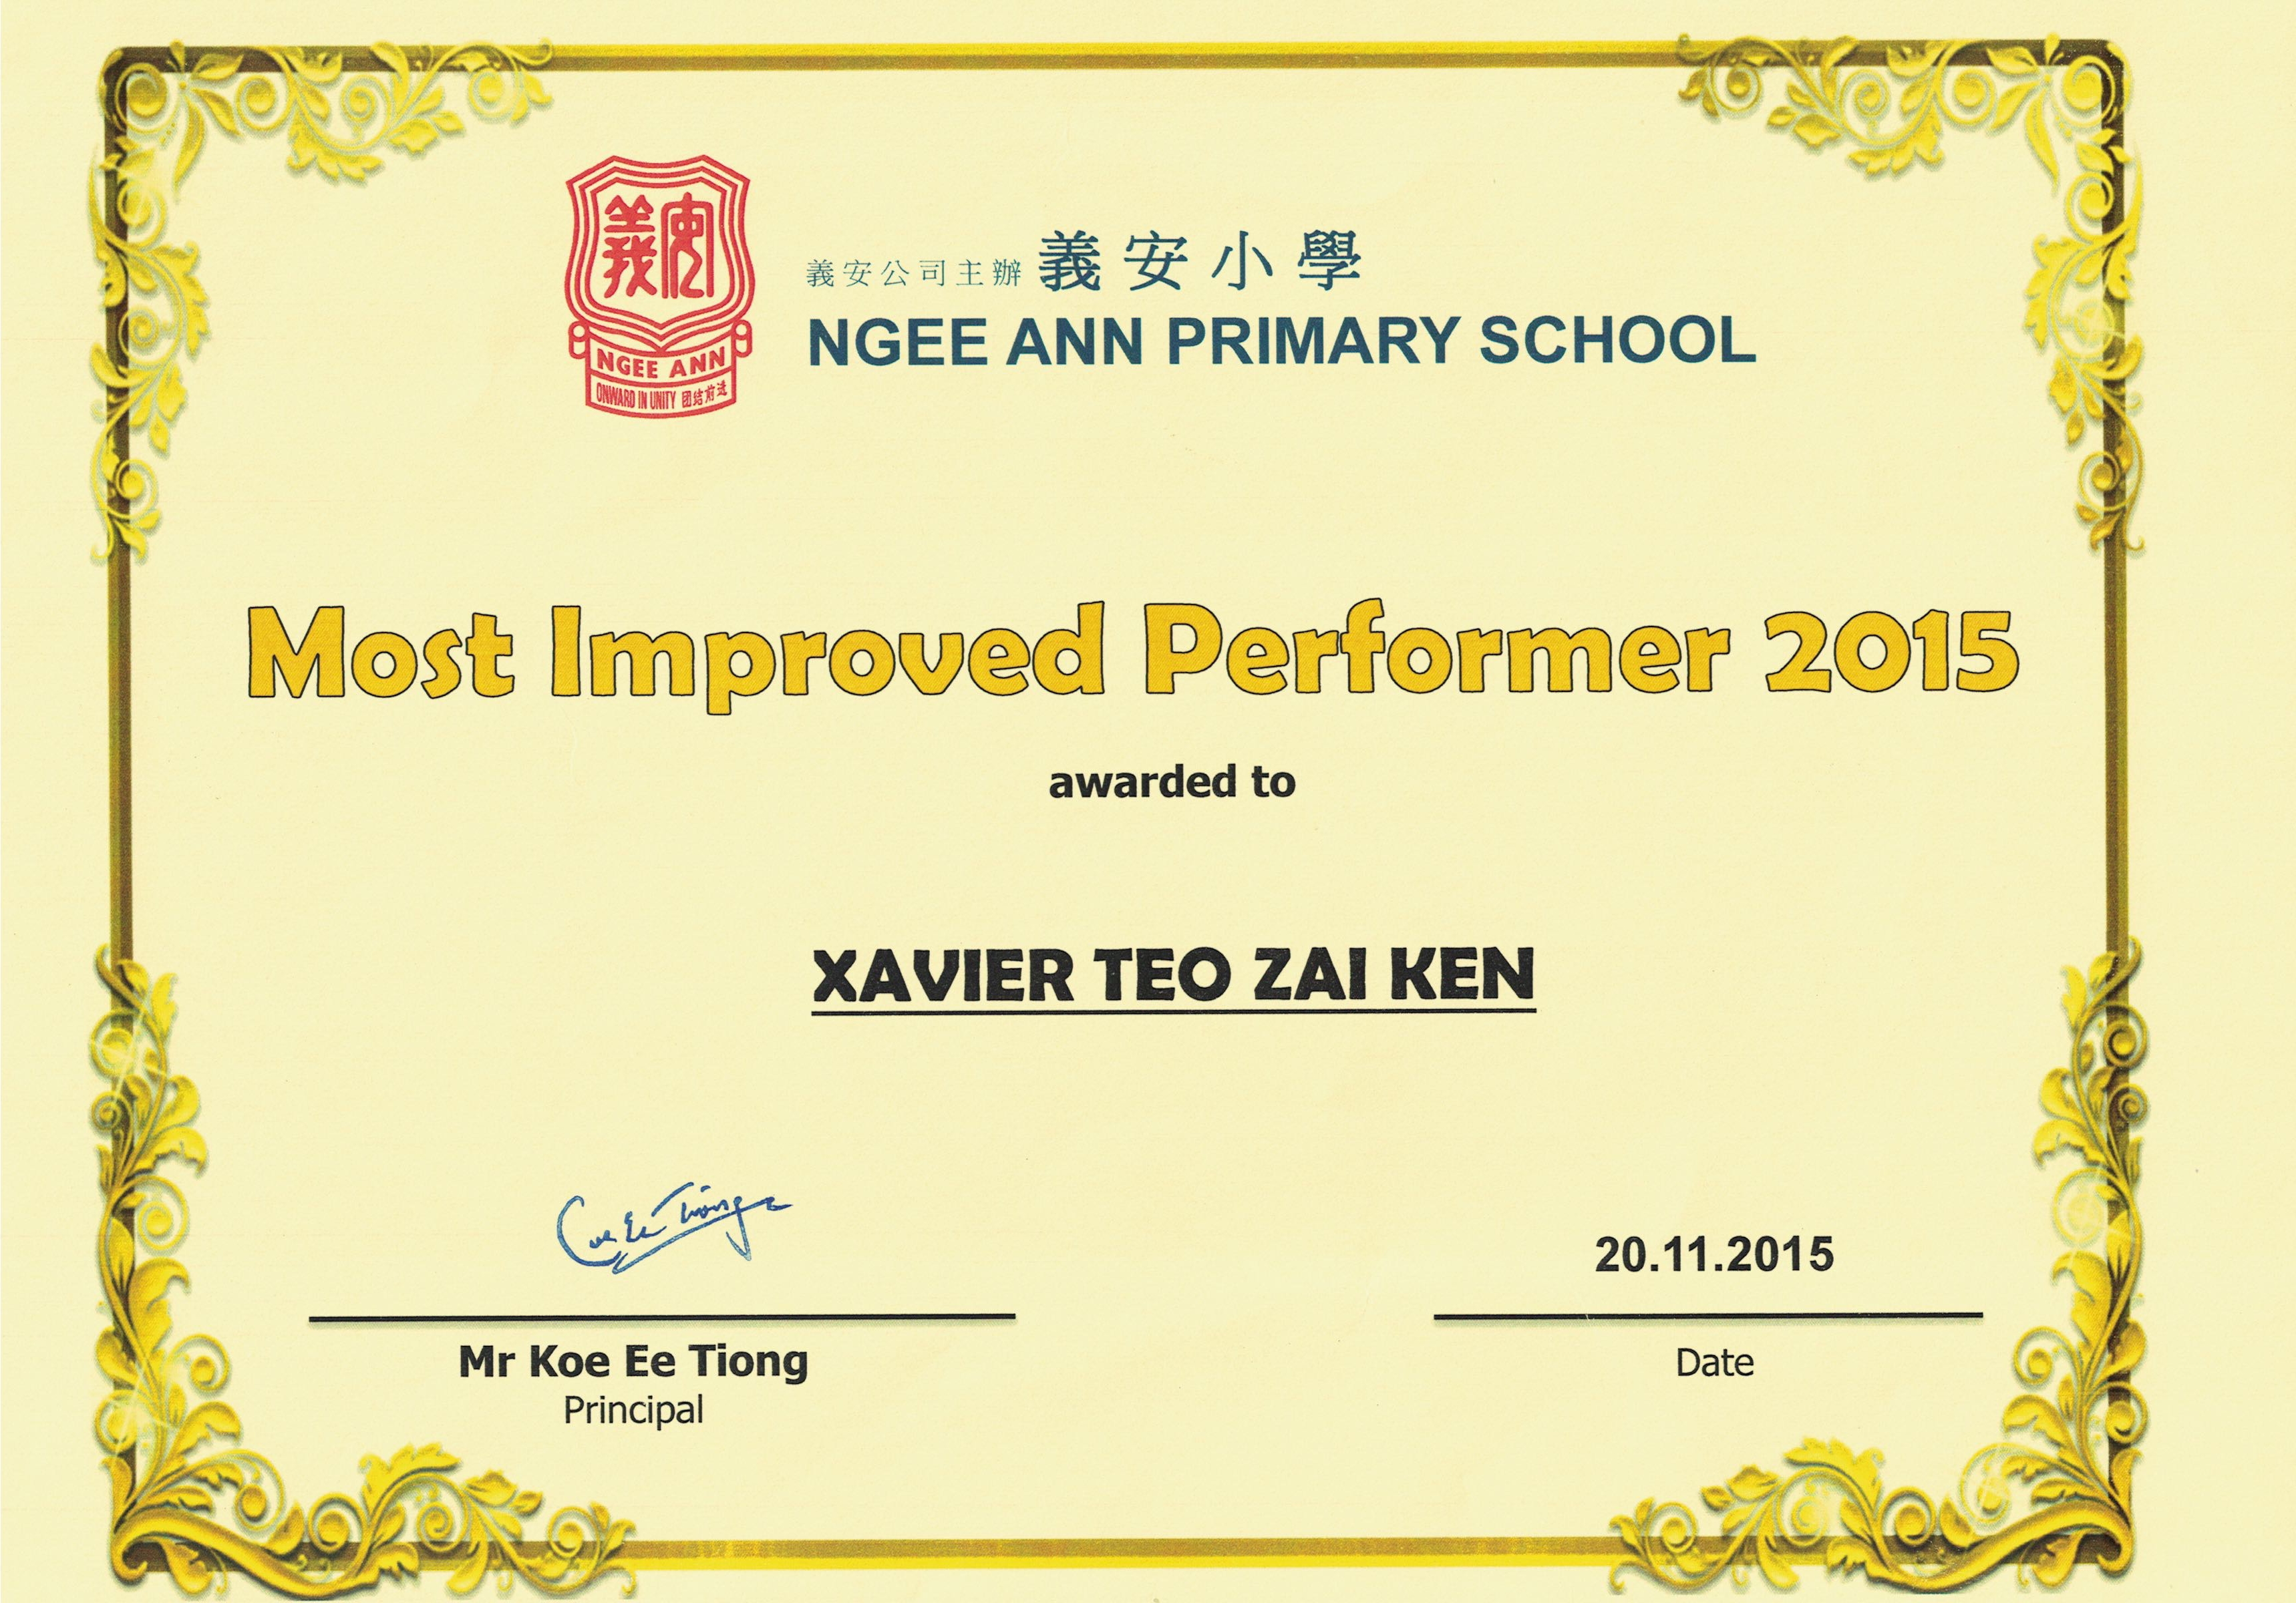 義安
NGEE ANN
ONWARD IN UNITY 团结前进
義安公司主辦 義安小學
NGEE ANN PRIMARY SCHOOL
Most Improved Performer 2015
awarded to
XAVIER TEO ZAI KEN
Koe Ee Tiong
20.11.2015
Mr Koe Ee Tiong
Principal
Date